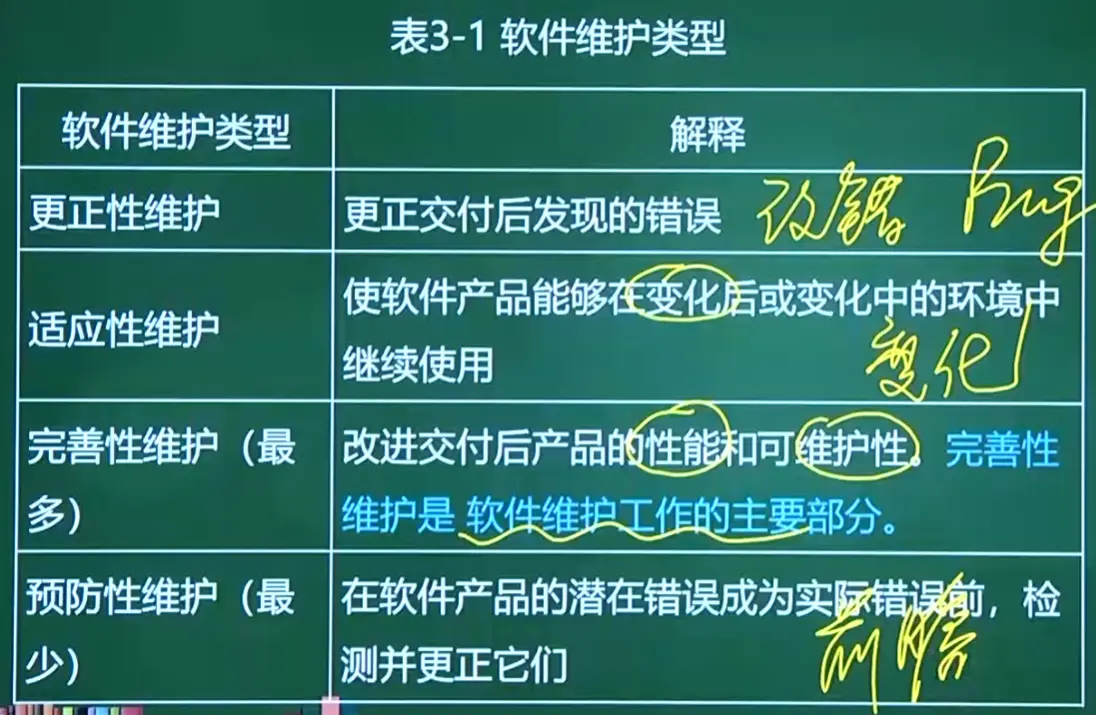 表3-1 软件维护类型
软件维护类型
解释
更正性维护
更正交付后发现的错误
改错 Bug
适应性维护
使软件产品能够在变化后或变化中的环境中
继续使用
变化
完善性维护（最
多）
改进交付后产品的性能和可维护性。完善性
维护是 软件维护工作的主要部分。
预防性维护（最
少）
在软件产品的潜在错误成为实际错误前，检
测并更正它们
前瞻